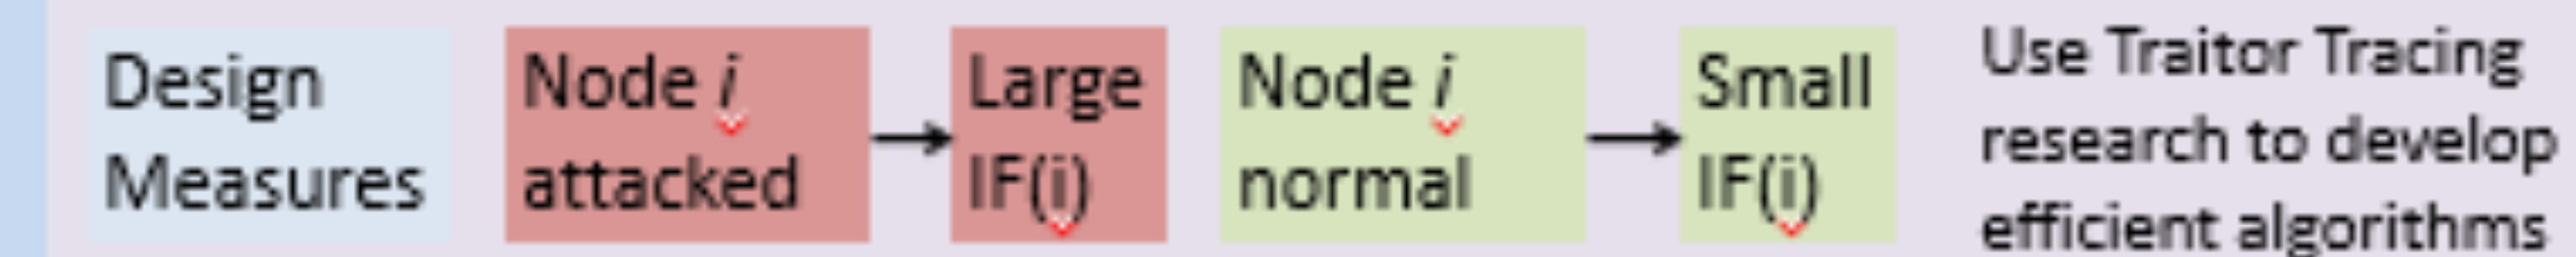 Design
Measures
Node i
attacked
Large
IF(i)
Node i
normal
Small
IF(i)
Use Traitor Tracing
research to develop
efficient algorithms